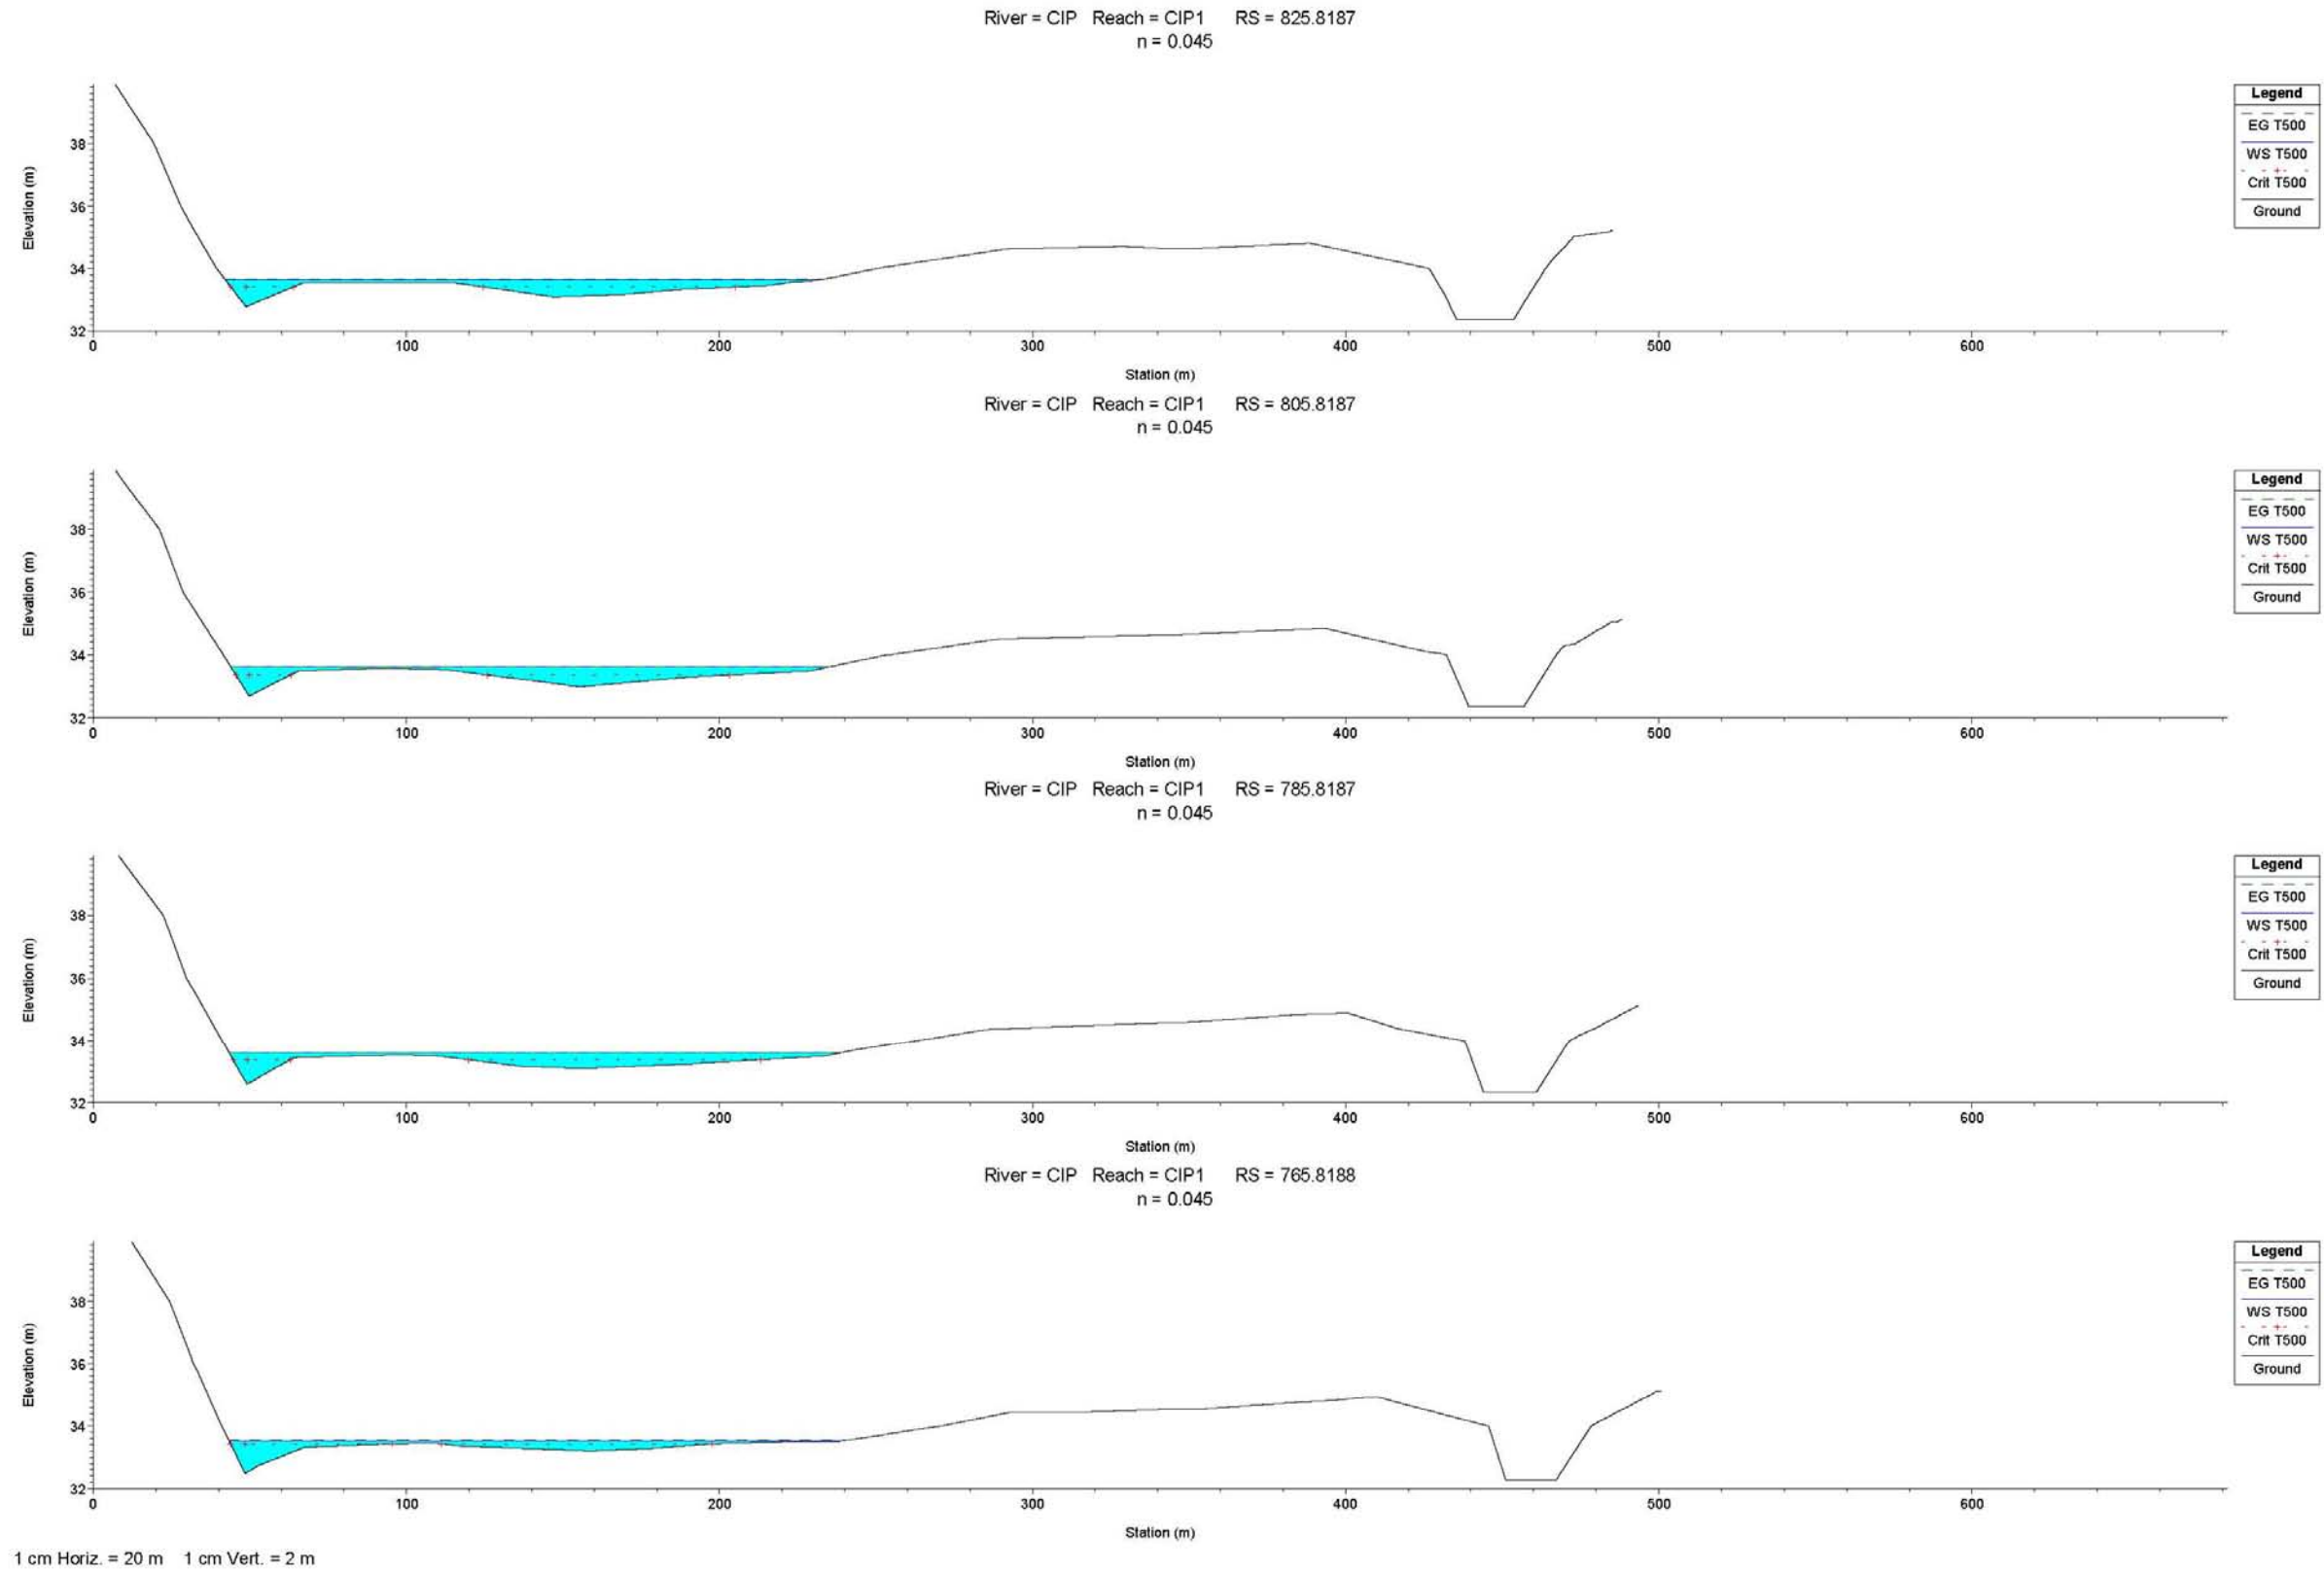 River = CIP Reach = CIP1 RS = 825.8187
n = 0.045
Legend
EG T500
WS T500
Crit T500
Ground
Elevation (m)
38
36
34
32
0 100 200 300 400 500 600
Station (m)
River = CIP Reach = CIP1 RS = 805.8187
n = 0.045
Legend
EG T500
WS T500
Crit T500
Ground
Elevation (m)
38
36
34
32
0 100 200 300 400 500 600
Station (m)
River = CIP Reach = CIP1 RS = 785.8187
n = 0.045
Legend
EG T500
WS T500
Crit T500
Ground
Elevation (m)
38
36
34
32
0 100 200 300 400 500 600
Station (m)
River = CIP Reach = CIP1 RS = 765.8188
n = 0.045
Legend
EG T500
WS T500
Crit T500
Ground
Elevation (m)
38
36
34
32
0 100 200 300 400 500 600
Station (m)
1 cm Horiz. = 20 m 1 cm Vert. = 2 m